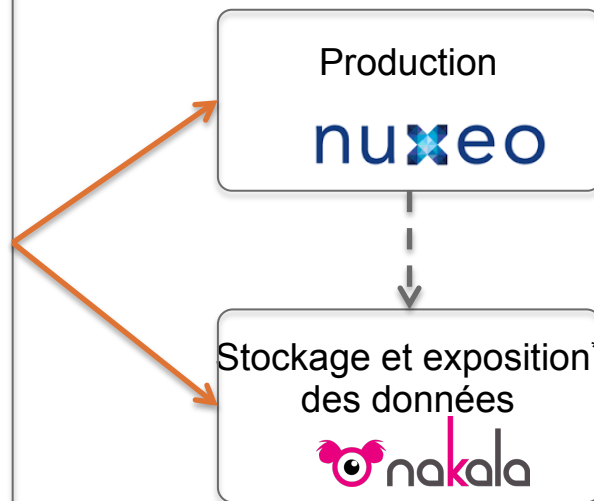 Production
nuxeo
Stockage et exposition*
des données
nakala